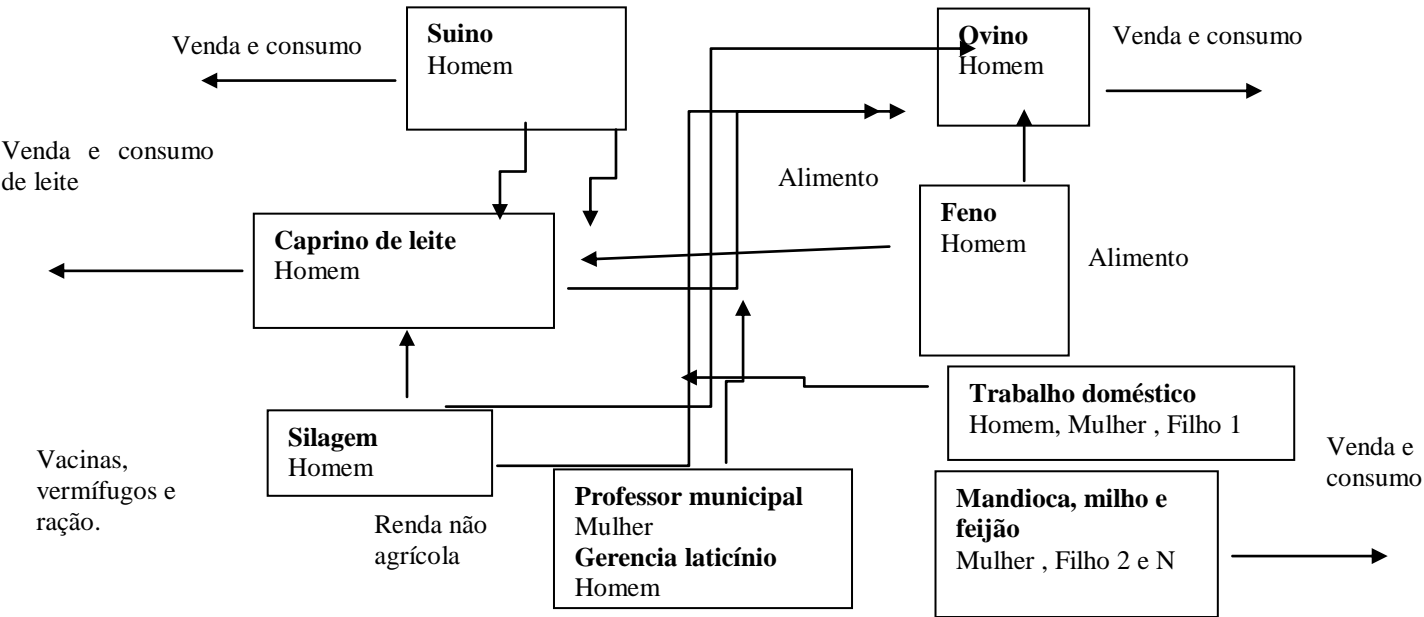 Venda e consumo
Suino
Homem
Ovino
Homem
Venda e consumo
Venda e consumo
de leite
Alimento
Caprino de leite
Homem
Feno
Homem
Alimento
Trabalho doméstico
Homem, Mulher , Filho 1
Silagem
Homem
Vacinas,
vermífugos e
ração.
Renda não
agrícola
Professor municipal
Mulher
Gerencia laticínio
Homem
Mandioca, milho e
feijão
Mulher , Filho 2 e N
Venda e
consumo